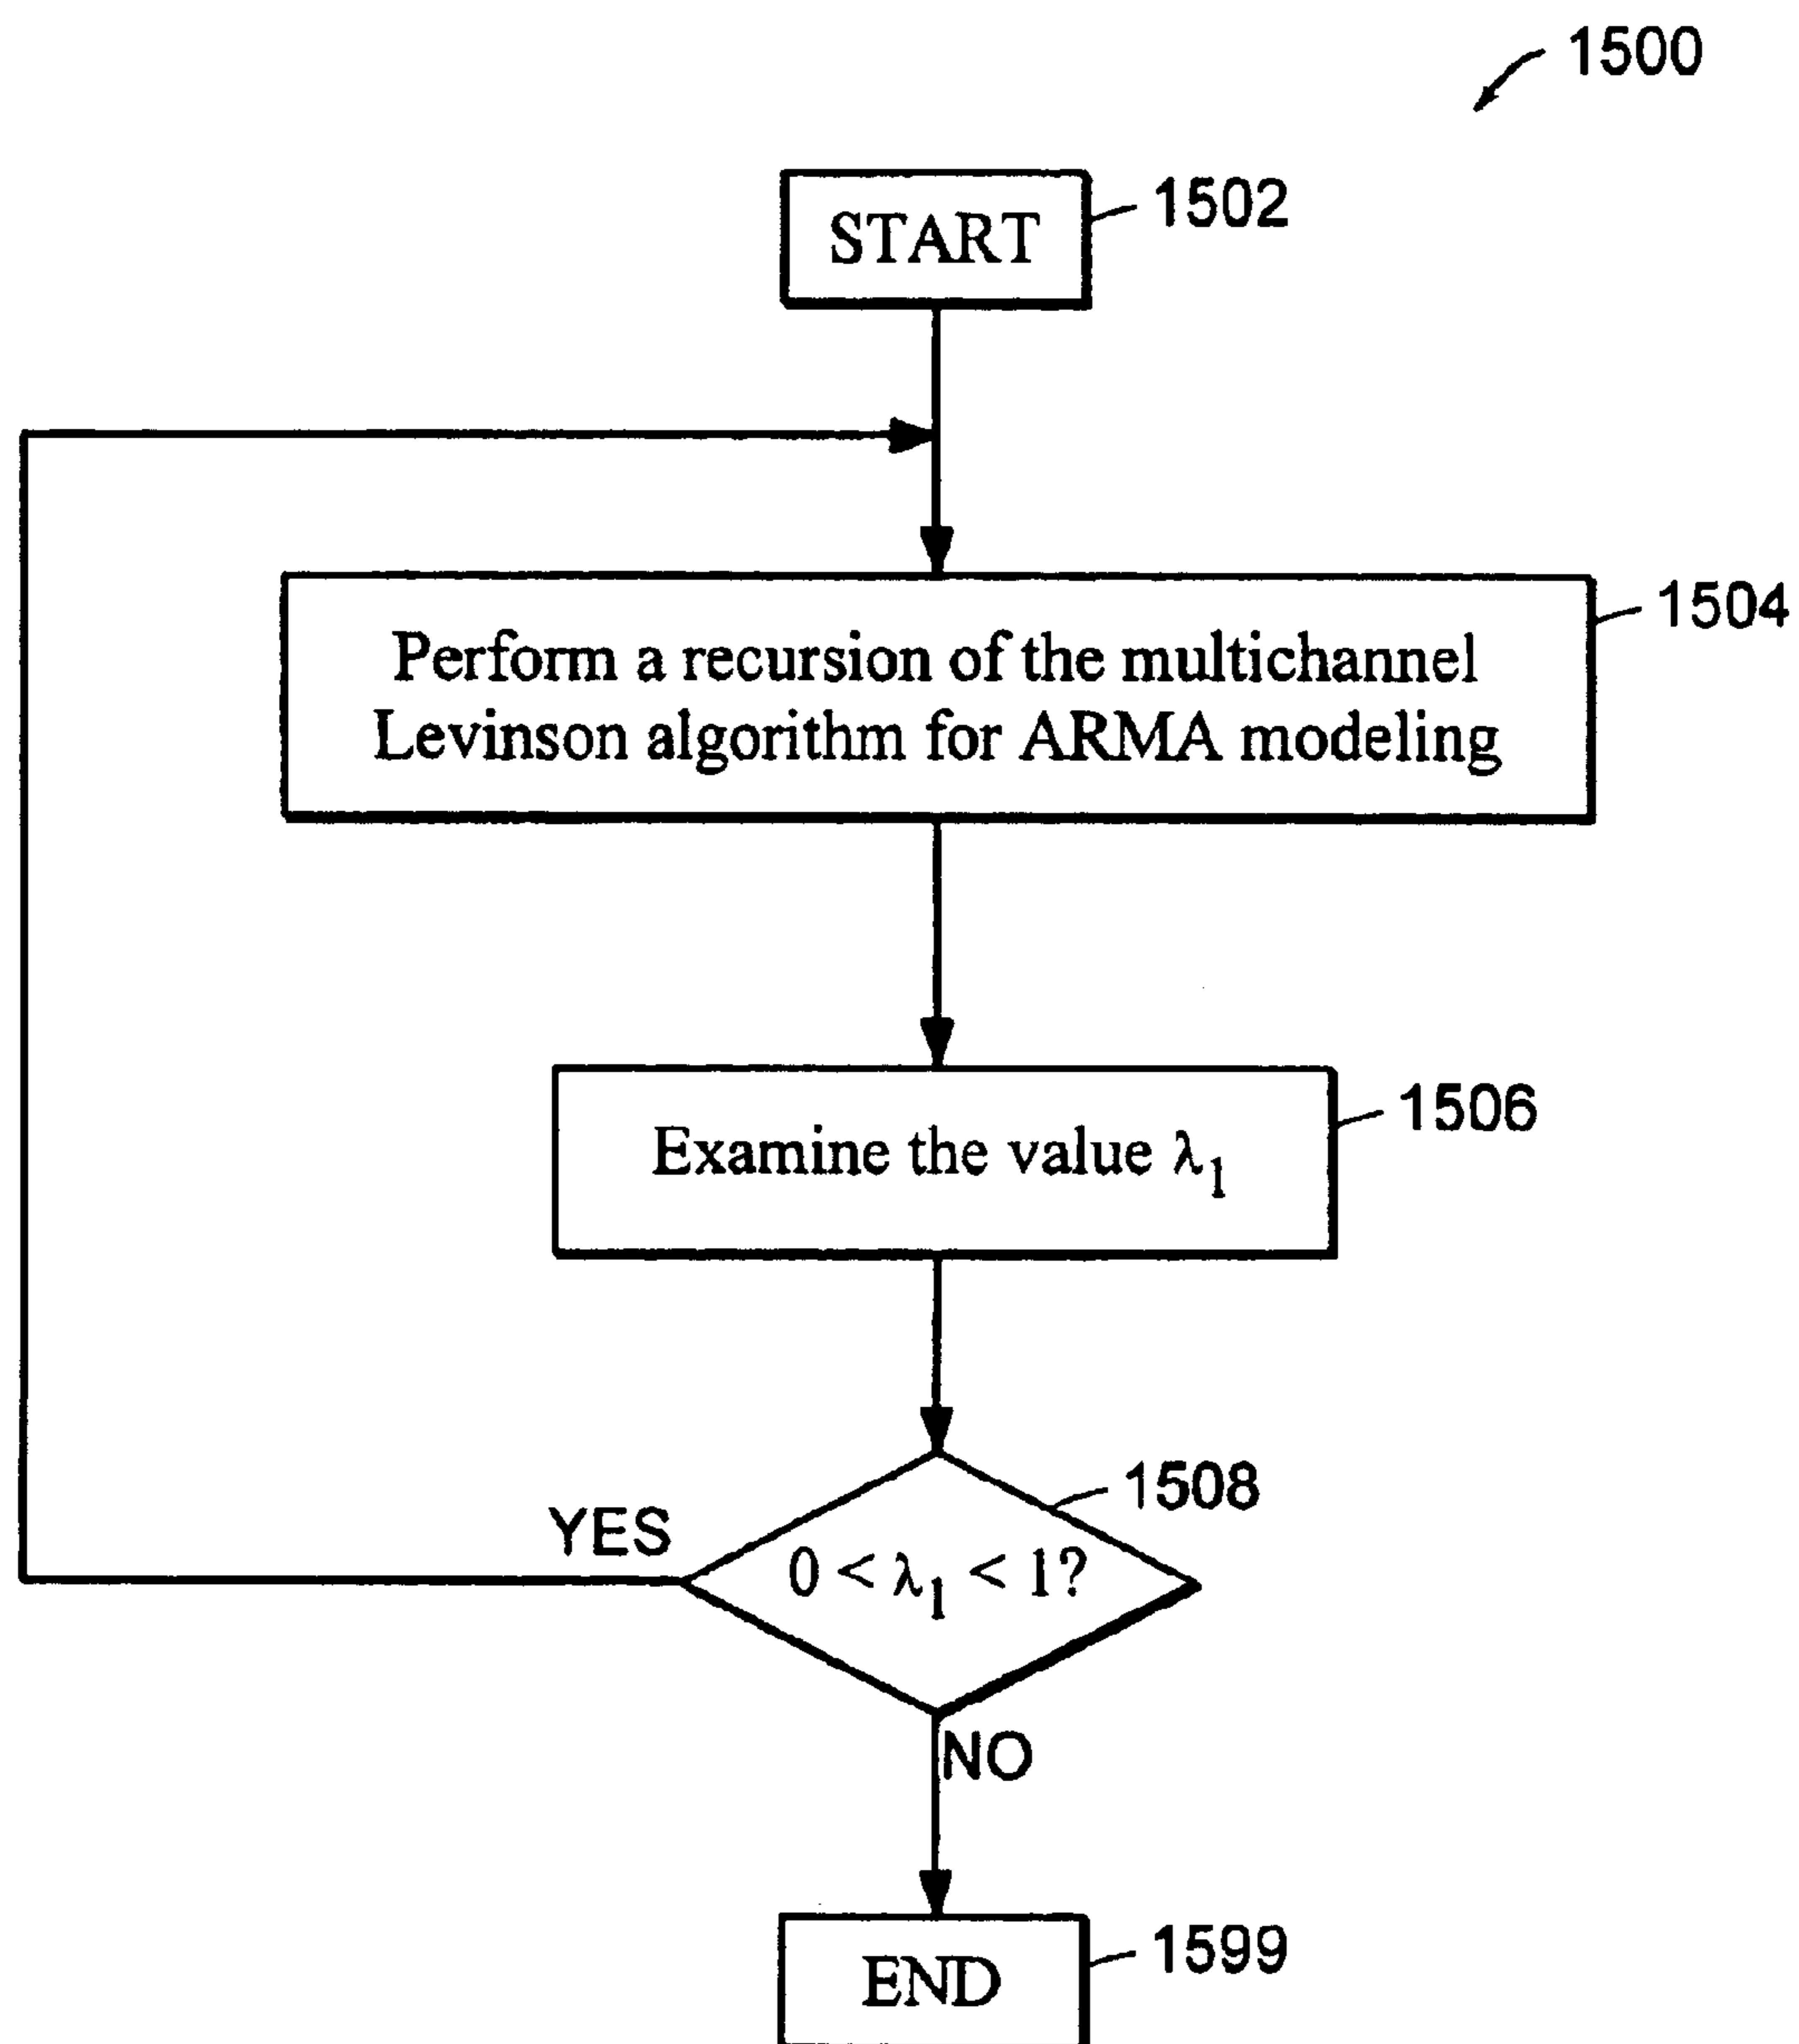 1500
START
1502
Perform a recursion of the multichannel
Levinson algorithm for ARMA modeling
1504
Examine the value λ₁
1506
1508
YES
0 < λ₁ < 1?
NO
END
1599